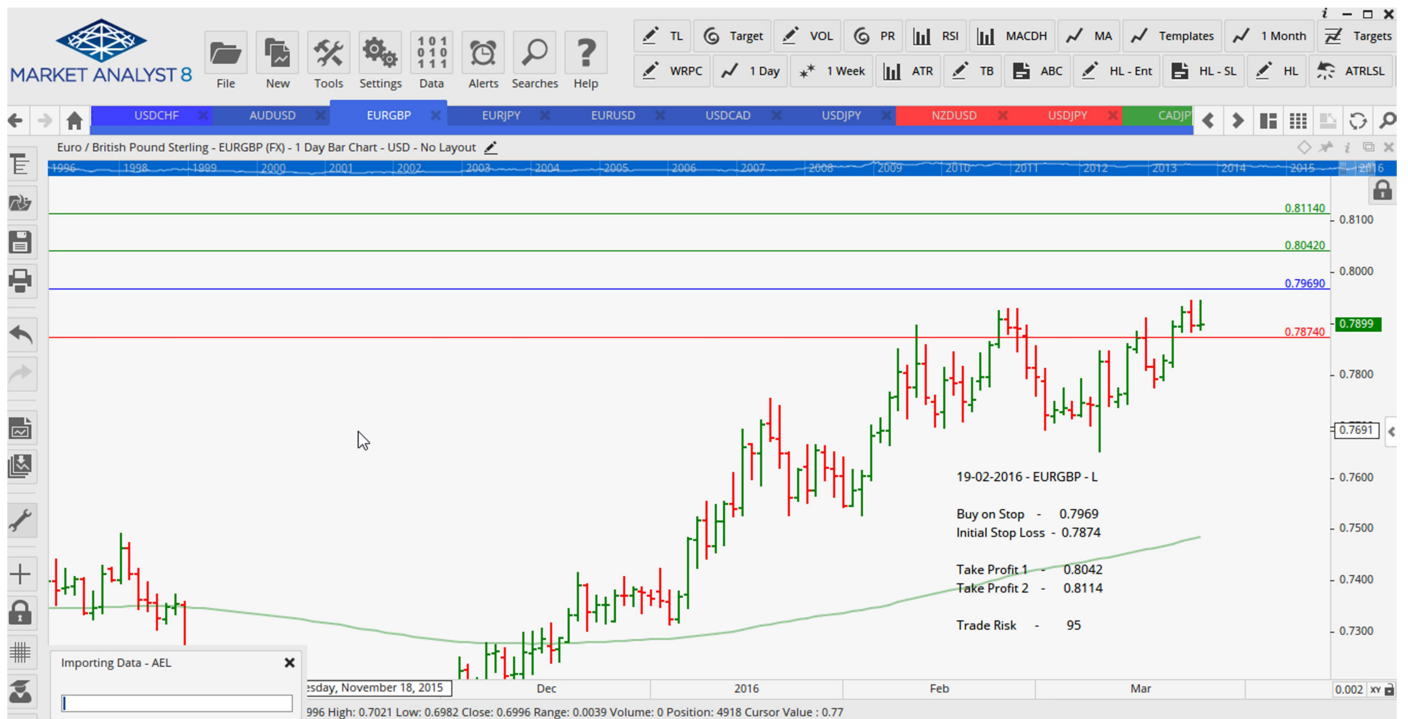 i
MARKET ANALYST 8
File New Tools Settings Data Alerts Searches Help
101
010
111
TL Target VOL PR RSI MACDH MA Templates 1 Month Targets
WRPC 1 Day 1 Week ATR TB ABC HL - Ent HL - SL HL ATRLSL
USDCHF AUDUSD EURGBP EURJPY EURUSD USDCAD USDJPY NZDUSD USDJPY CADJP
Euro / British Pound Sterling - EURGBP (FX) - 1 Day Bar Chart - USD - No Layout
1996 1998 1999 2000 2001 2002 2003 2004 2005 2006 2007 2008 2009 2010 2011 2012 2013 2014 2015 2016
0.81140
0.8100
0.80420
0.8000
0.79690
0.7899
0.78740
0.7800
0.7691
0.7600
0.7500
0.7400
0.7300
19-02-2016 - EURGBP - L
Buy on Stop - 0.7969
Initial Stop Loss - 0.7874
Take Profit 1 - 0.8042
Take Profit 2 - 0.8114
Trade Risk - 95
Importing Data - AEL
esday, November 18, 2015 Dec 2016 Feb Mar 0.002 XY
996 High: 0.7021 Low: 0.6982 Close: 0.6996 Range: 0.0039 Volume: 0 Position: 4918 Cursor Value : 0.77